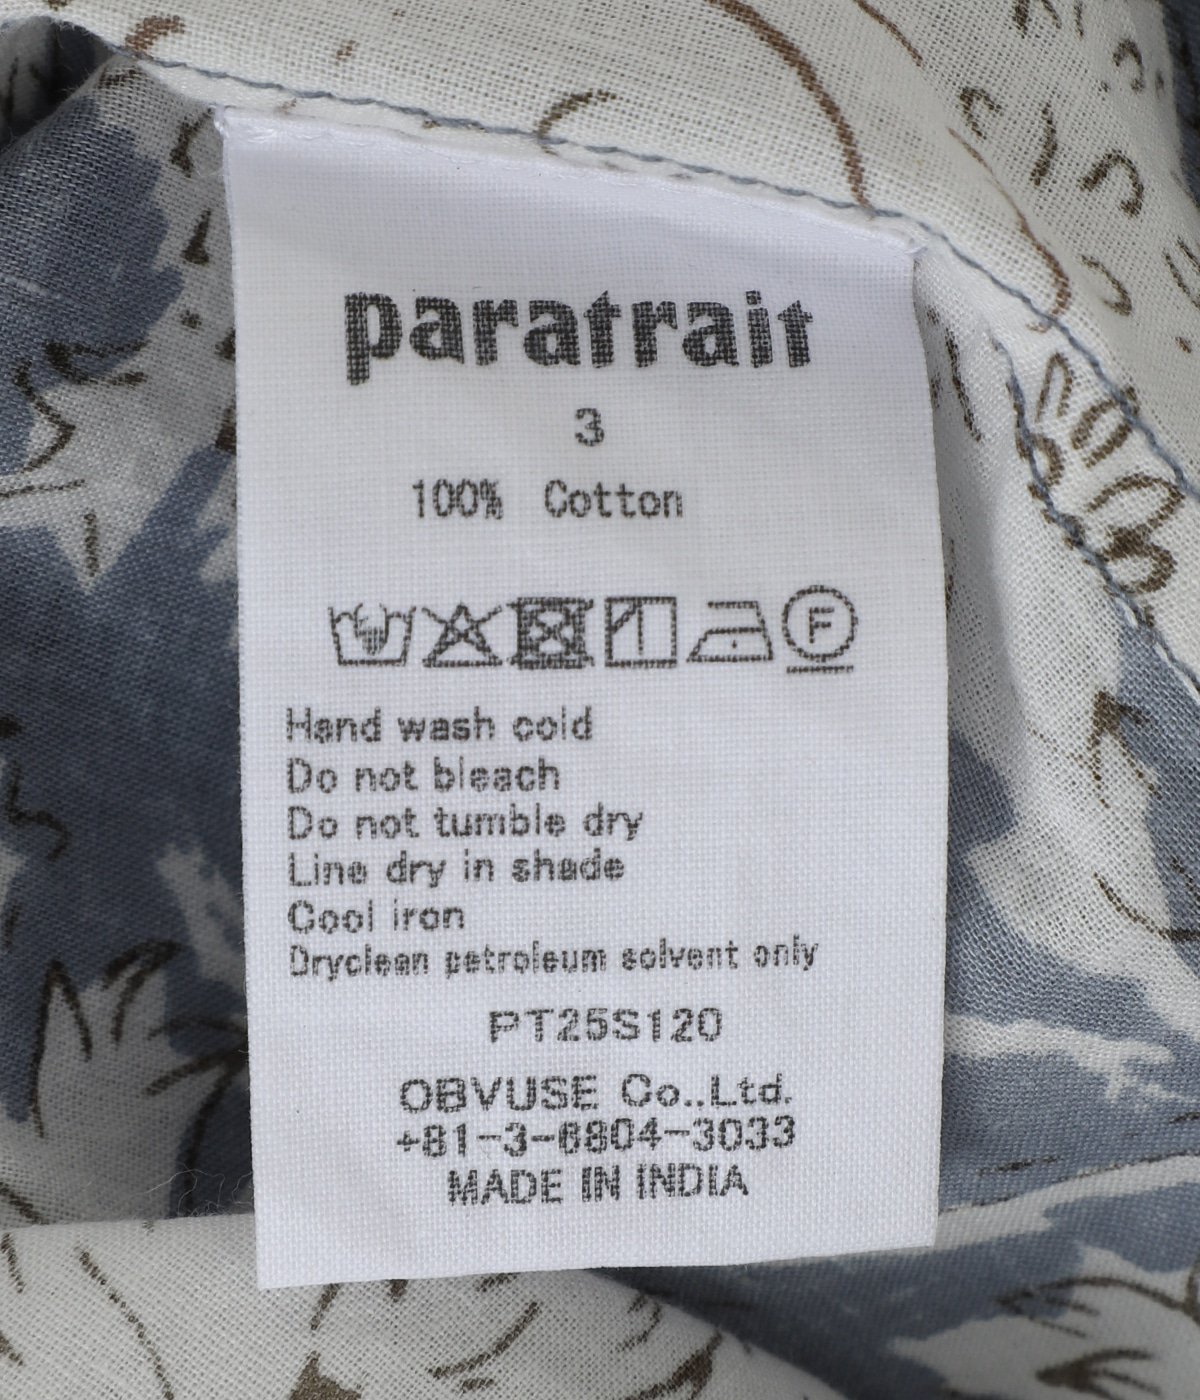 paratrait
3
100% Cotton
F
Hand wash cold
Do not bleach
Do not tumble dry
Line dry in shade
Cool iron
Dryclean petroleum solvent only
PT25S120
OBVUSE Co.,Ltd.
+81-3-6804-3033
MADE IN INDIA